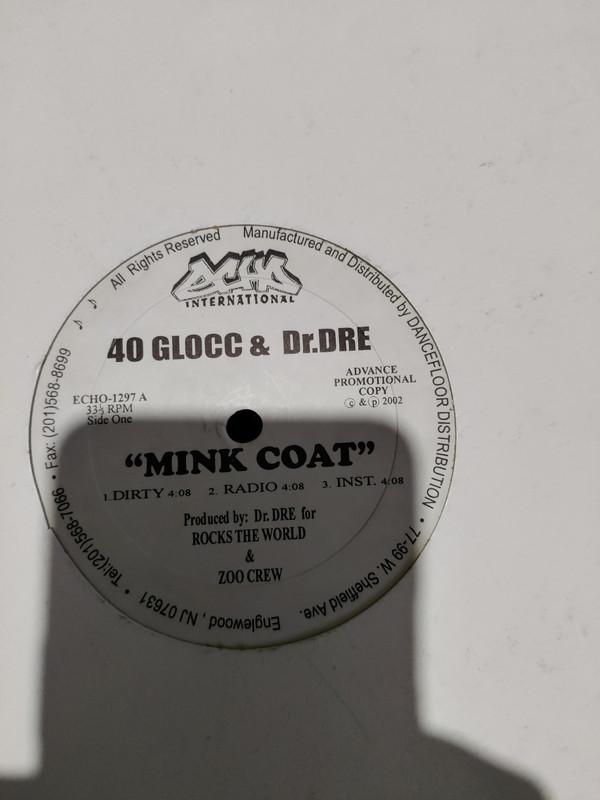 All Rights Reserved Manufactured and Distributed by DANCEFLOOR DISTRIBUTION • 77-99 W. Sheffield Ave. Englewood, NJ 07631 • Tel:(201)568-7066 • Fax: (201)568-8699
ECHO
INTERNATIONAL
40 GLOCC & Dr.DRE
ECHO-1297 A
33⅓ RPM
Side One
ADVANCE
PROMOTIONAL
COPY
© & ℗ 2002
“MINK COAT”
1.DIRTY 4:08 2. RADIO 4:08 3. INST. 4:08
Produced by: Dr. DRE for
ROCKS THE WORLD
&
ZOO CREW